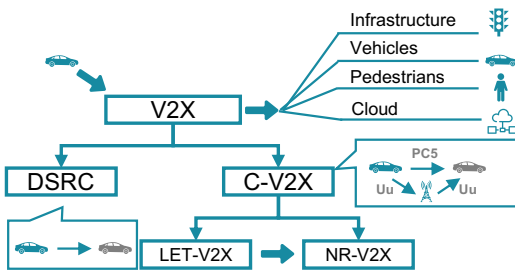 Infrastructure
Vehicles
Pedestrians
Cloud
V2X
DSRC
C-V2X
PC5
Uu
Uu
LET-V2X
NR-V2X